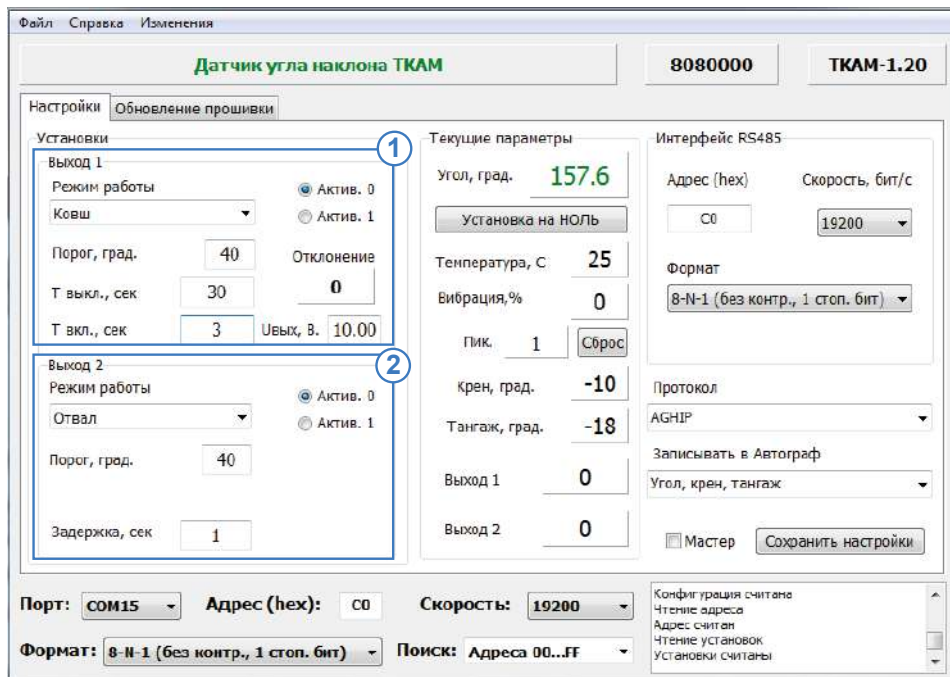 Файл Справка Изменения
Датчик угла наклона ТКАМ
8080000
ТКАМ-1.20
Настройки Обновление прошивки
Установки
1
Выход 1
Режим работы
Актив. 0
Ковш
Актив. 1
Порог, град. 40
Отклонение
Т выкл., сек 30
0
Т вкл., сек 3
Uвых, В. 10.00
2
Выход 2
Режим работы
Актив. 0
Отвал
Актив. 1
Порог, град. 40
Задержка, сек 1
Текущие параметры
Угол, град. 157.6
Установка на НОЛЬ
Температура, С 25
Вибрация,% 0
Пик. 1 Сброс
Крен, град. -10
Тангаж, град. -18
Выход 1 0
Выход 2 0
Интерфейс RS485
Адрес (hex) Скорость, бит/с
C0 19200
Формат
8-N-1 (без контр., 1 стоп. бит)
Протокол
AGHIP
Записывать в Автограф
Угол, крен, тангаж
Мастер Сохранить настройки
Порт: COM15 Адрес (hex): C0 Скорость: 19200
Формат: 8-N-1 (без контр., 1 стоп. бит) Поиск: Адреса 00...FF
Конфигурация считана
Чтение адреса
Адрес считан
Чтение установок
Установки считаны